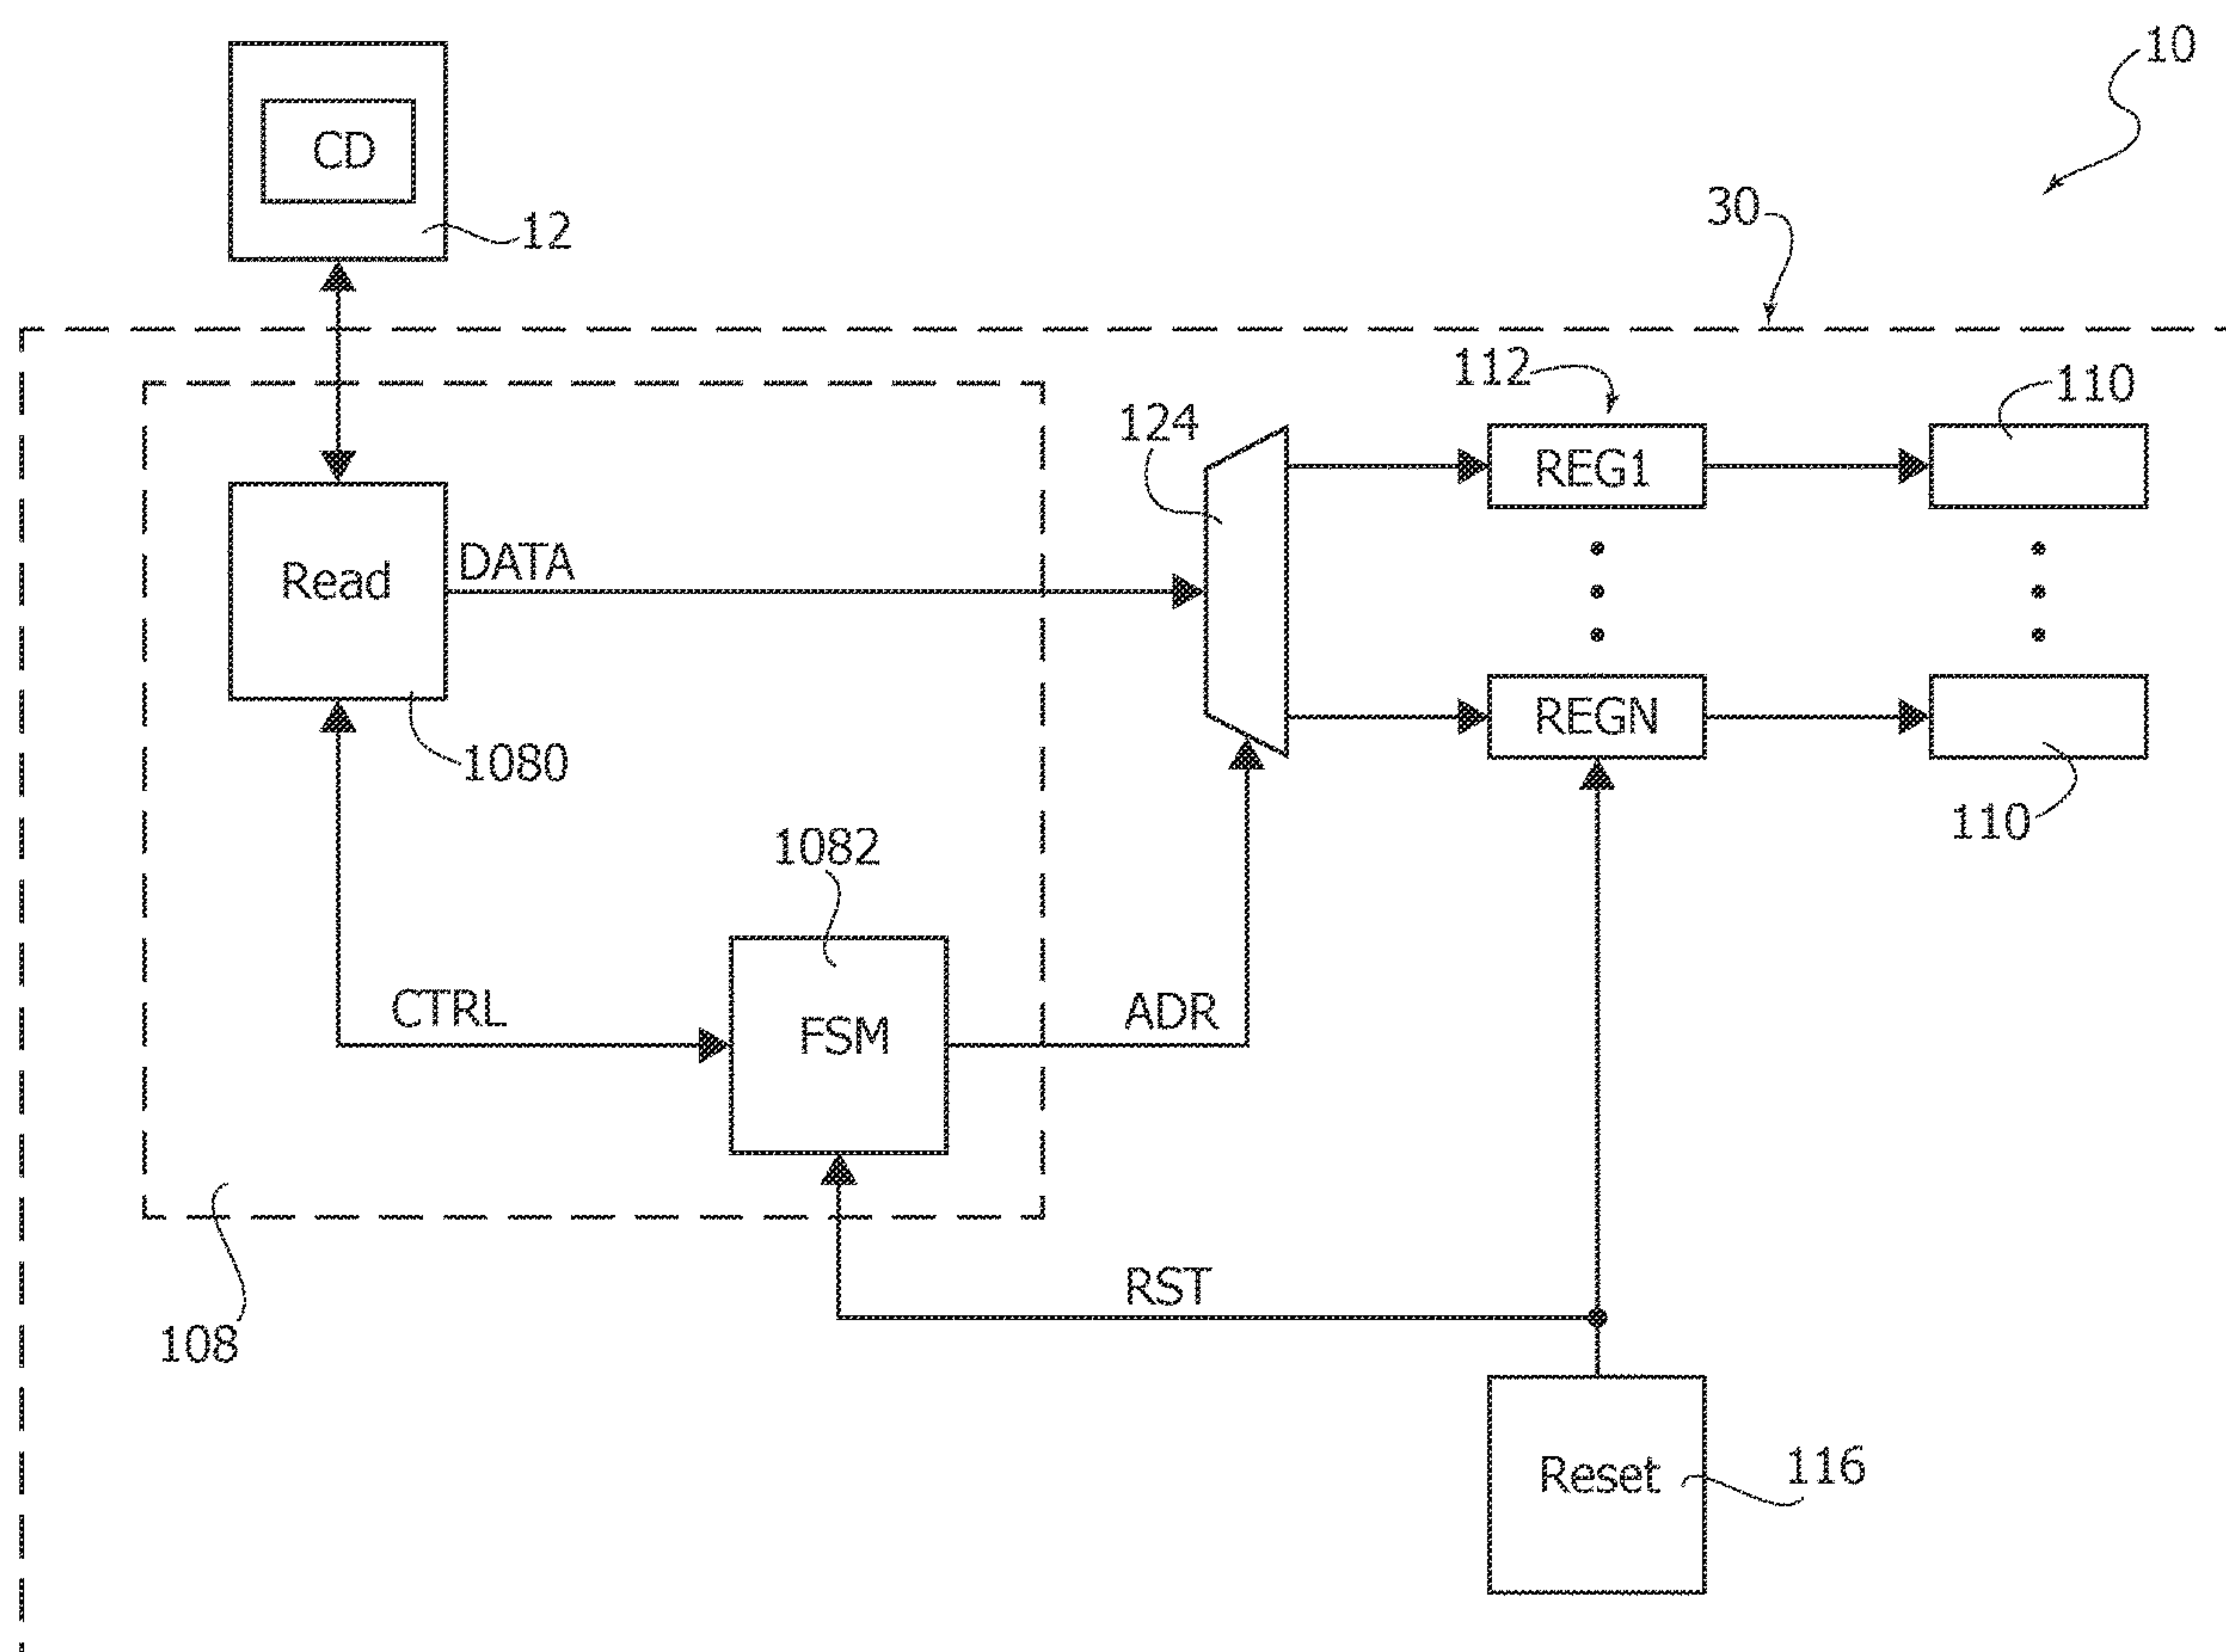 10
CD
12
30
112
110
124
REG1
Read
DATA
REGN
1080
110
1082
CTRL
FSM
ADR
RST
108
Reset
116